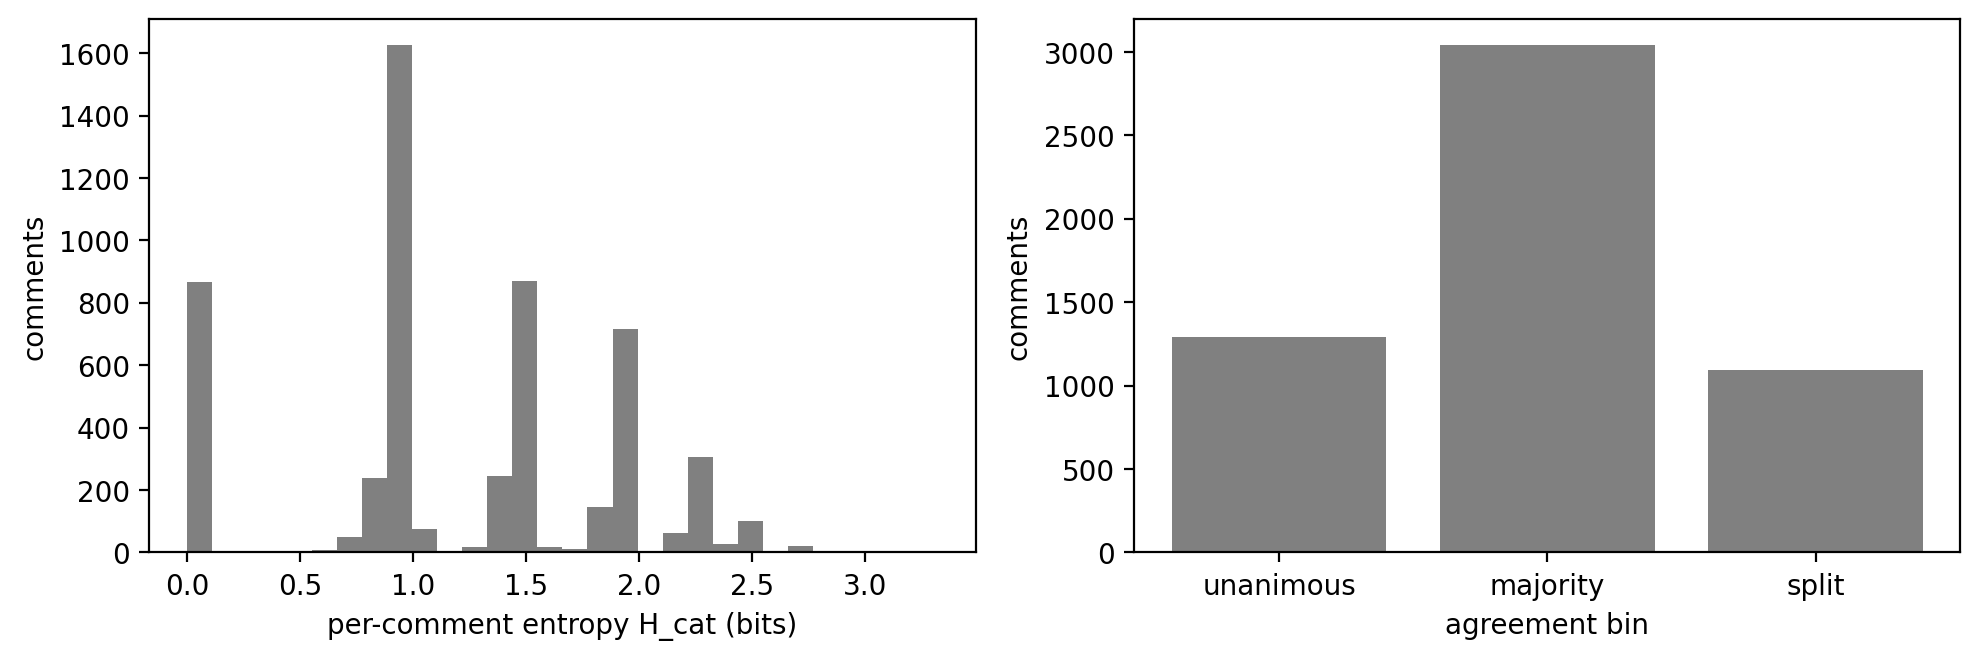 comments
1600
1400
1200
1000
800
600
400
200
0
0.0 0.5 1.0 1.5 2.0 2.5 3.0
per-comment entropy H_cat (bits)
comments
3000
2500
2000
1500
1000
500
0
unanimous majority split
agreement bin